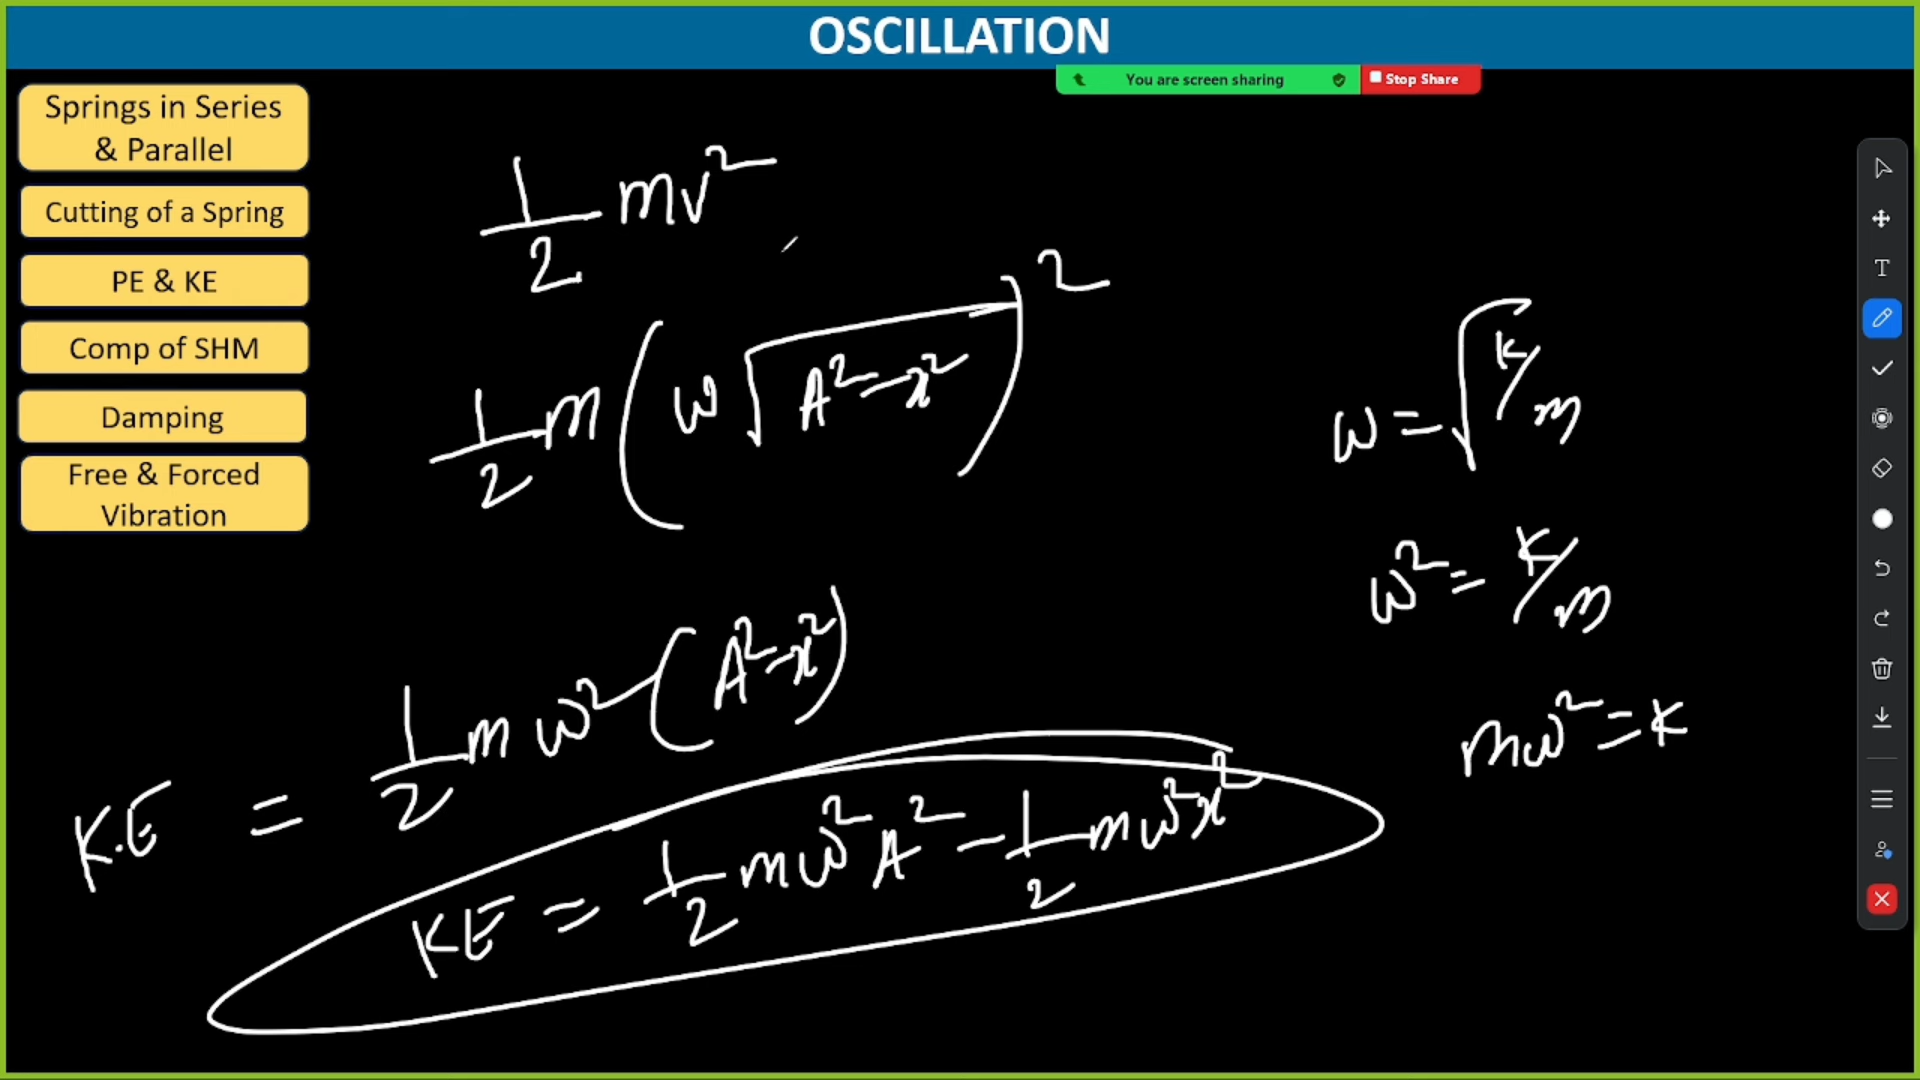 OSCILLATION
You are screen sharing
Stop Share
Springs in Series
& Parallel
Cutting of a Spring
PE & KE
Comp of SHM
Damping
Free & Forced
Vibration
1/2 mv²
1/2 m (ω√(A²-x²))²
K.E = 1/2 mω² (A²-x²)
KE = 1/2 mω²A² - 1/2 mω²x²
ω = √(K/m)
ω² = K/m
mω² = K
T